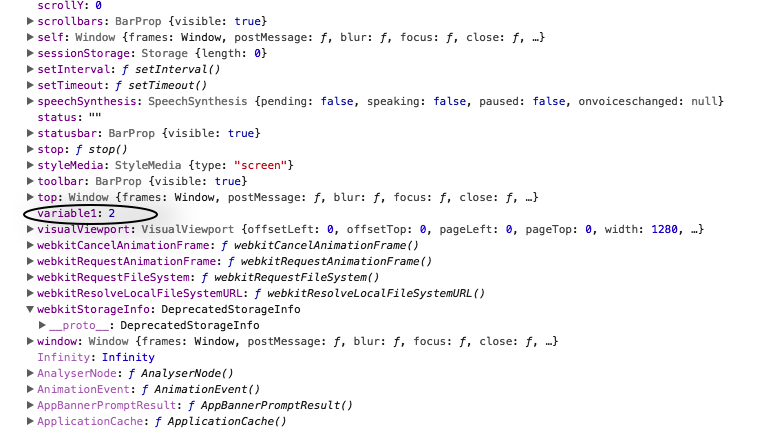 scrollY: 0
scrollbars: BarProp {visible: true}
self: Window {frames: Window, postMessage: ƒ, blur: ƒ, focus: ƒ, close: ƒ, …}
sessionStorage: Storage {length: 0}
setInterval: ƒ setInterval()
setTimeout: ƒ setTimeout()
speechSynthesis: SpeechSynthesis {pending: false, speaking: false, paused: false, onvoiceschanged: null}
status: ""
statusbar: BarProp {visible: true}
stop: ƒ stop()
styleMedia: StyleMedia {type: "screen"}
toolbar: BarProp {visible: true}
top: Window {frames: Window, postMessage: ƒ, blur: ƒ, focus: ƒ, close: ƒ, …}
variable1: 2
visualViewport: VisualViewport {offsetLeft: 0, offsetTop: 0, pageLeft: 0, pageTop: 0, width: 1280, …}
webkitCancelAnimationFrame: ƒ webkitCancelAnimationFrame()
webkitRequestAnimationFrame: ƒ webkitRequestAnimationFrame()
webkitRequestFileSystem: ƒ webkitRequestFileSystem()
webkitResolveLocalFileSystemURL: ƒ webkitResolveLocalFileSystemURL()
webkitStorageInfo: DeprecatedStorageInfo
__proto__: DeprecatedStorageInfo
window: Window {frames: Window, postMessage: ƒ, blur: ƒ, focus: ƒ, close: ƒ, …}
Infinity: Infinity
AnalyserNode: ƒ AnalyserNode()
AnimationEvent: ƒ AnimationEvent()
AppBannerPromptResult: ƒ AppBannerPromptResult()
ApplicationCache: ƒ ApplicationCache()